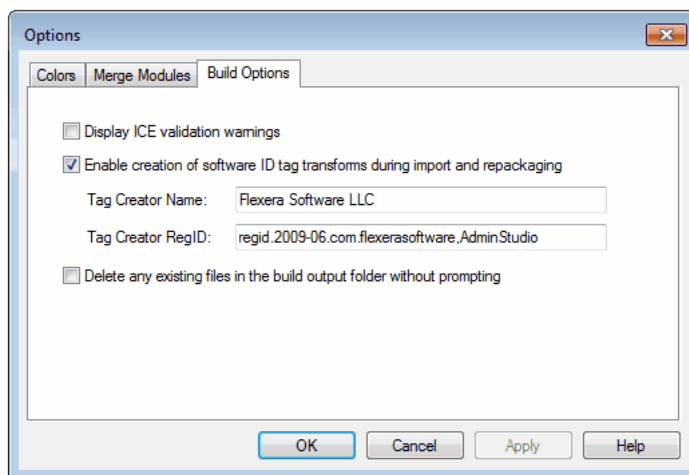 Options
Colors Merge Modules Build Options
Display ICE validation warnings
Enable creation of software ID tag transforms during import and repackaging
Tag Creator Name: Flexera Software LLC
Tag Creator RegID: regid.2009-06.com.flexerasoftware,AdminStudio
Delete any existing files in the build output folder without prompting
OK Cancel Apply Help